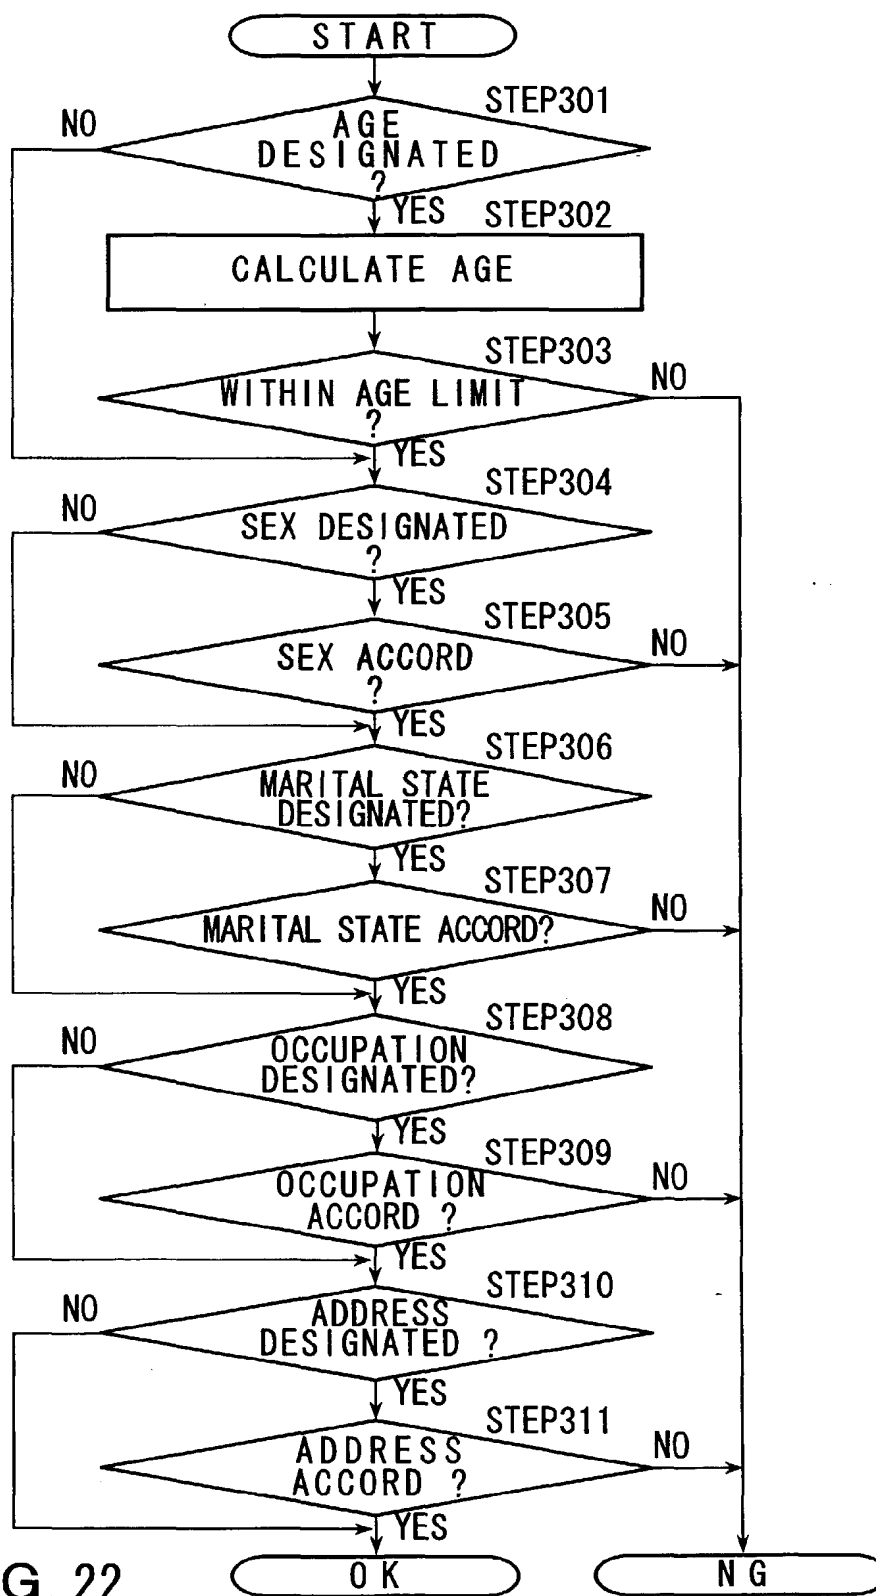 START
STEP301
NO
AGE
DESIGNATED
?
YES
STEP302
CALCULATE AGE
STEP303
NO
WITHIN AGE LIMIT
?
YES
STEP304
NO
SEX DESIGNATED
?
YES
STEP305
NO
SEX ACCORD
?
YES
STEP306
NO
MARITAL STATE
DESIGNATED?
YES
STEP307
NO
MARITAL STATE ACCORD?
YES
STEP308
NO
OCCUPATION
DESIGNATED?
YES
STEP309
NO
OCCUPATION
ACCORD ?
YES
STEP310
NO
ADDRESS
DESIGNATED ?
YES
STEP311
NO
ADDRESS
ACCORD ?
YES
G. 22
OK
NG